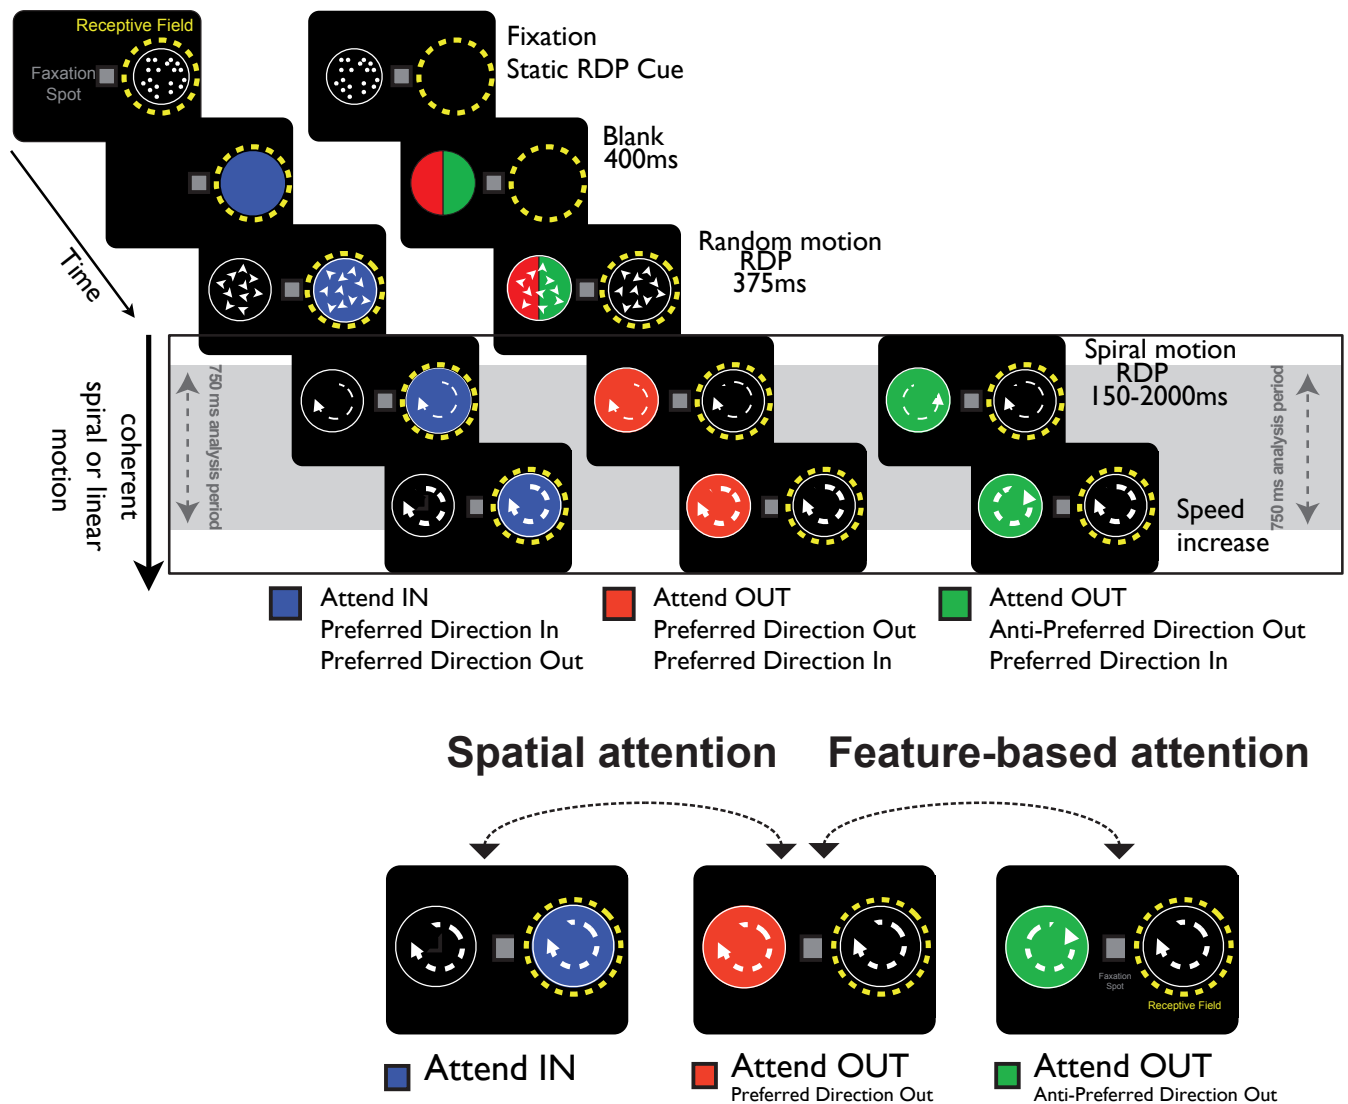 Receptive Field
Faxation
Spot
Fixation
Static RDP Cue
Blank
400ms
Random motion
RDP
375ms
Time
coherent
spiral or linear
motion
750 ms analysis period
Spiral motion
RDP
150-2000ms
750 ms analysis period
Speed
increase
Attend IN
Preferred Direction In
Preferred Direction Out
Attend OUT
Preferred Direction Out
Preferred Direction In
Attend OUT
Anti-Preferred Direction Out
Preferred Direction In
Spatial attention
Feature-based attention
Faxation
Spot
Receptive Field
Attend IN
Attend OUT
Preferred Direction Out
Attend OUT
Anti-Preferred Direction Out